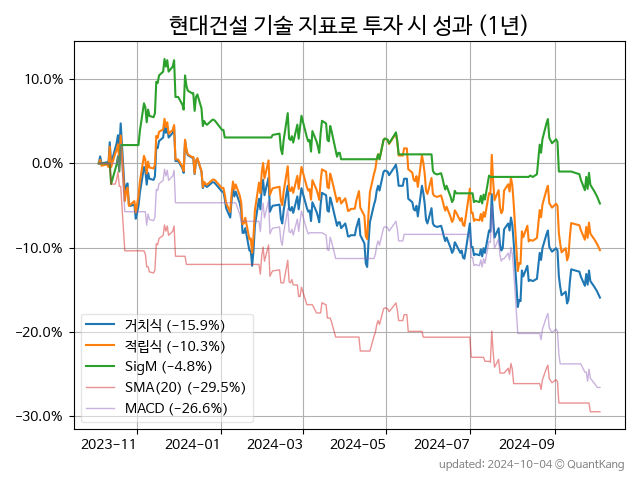 현대건설 기술 지표로 투자 시 성과 (1년)
10.0%
0.0%
−10.0%
−20.0%
−30.0%
거치식 (−15.9%)
적립식 (−10.3%)
SigM (−4.8%)
SMA(20) (−29.5%)
MACD (−26.6%)
2023−11 2024−01 2024−03 2024−05 2024−07 2024−09
updated: 2024-10-04 © QuantKang